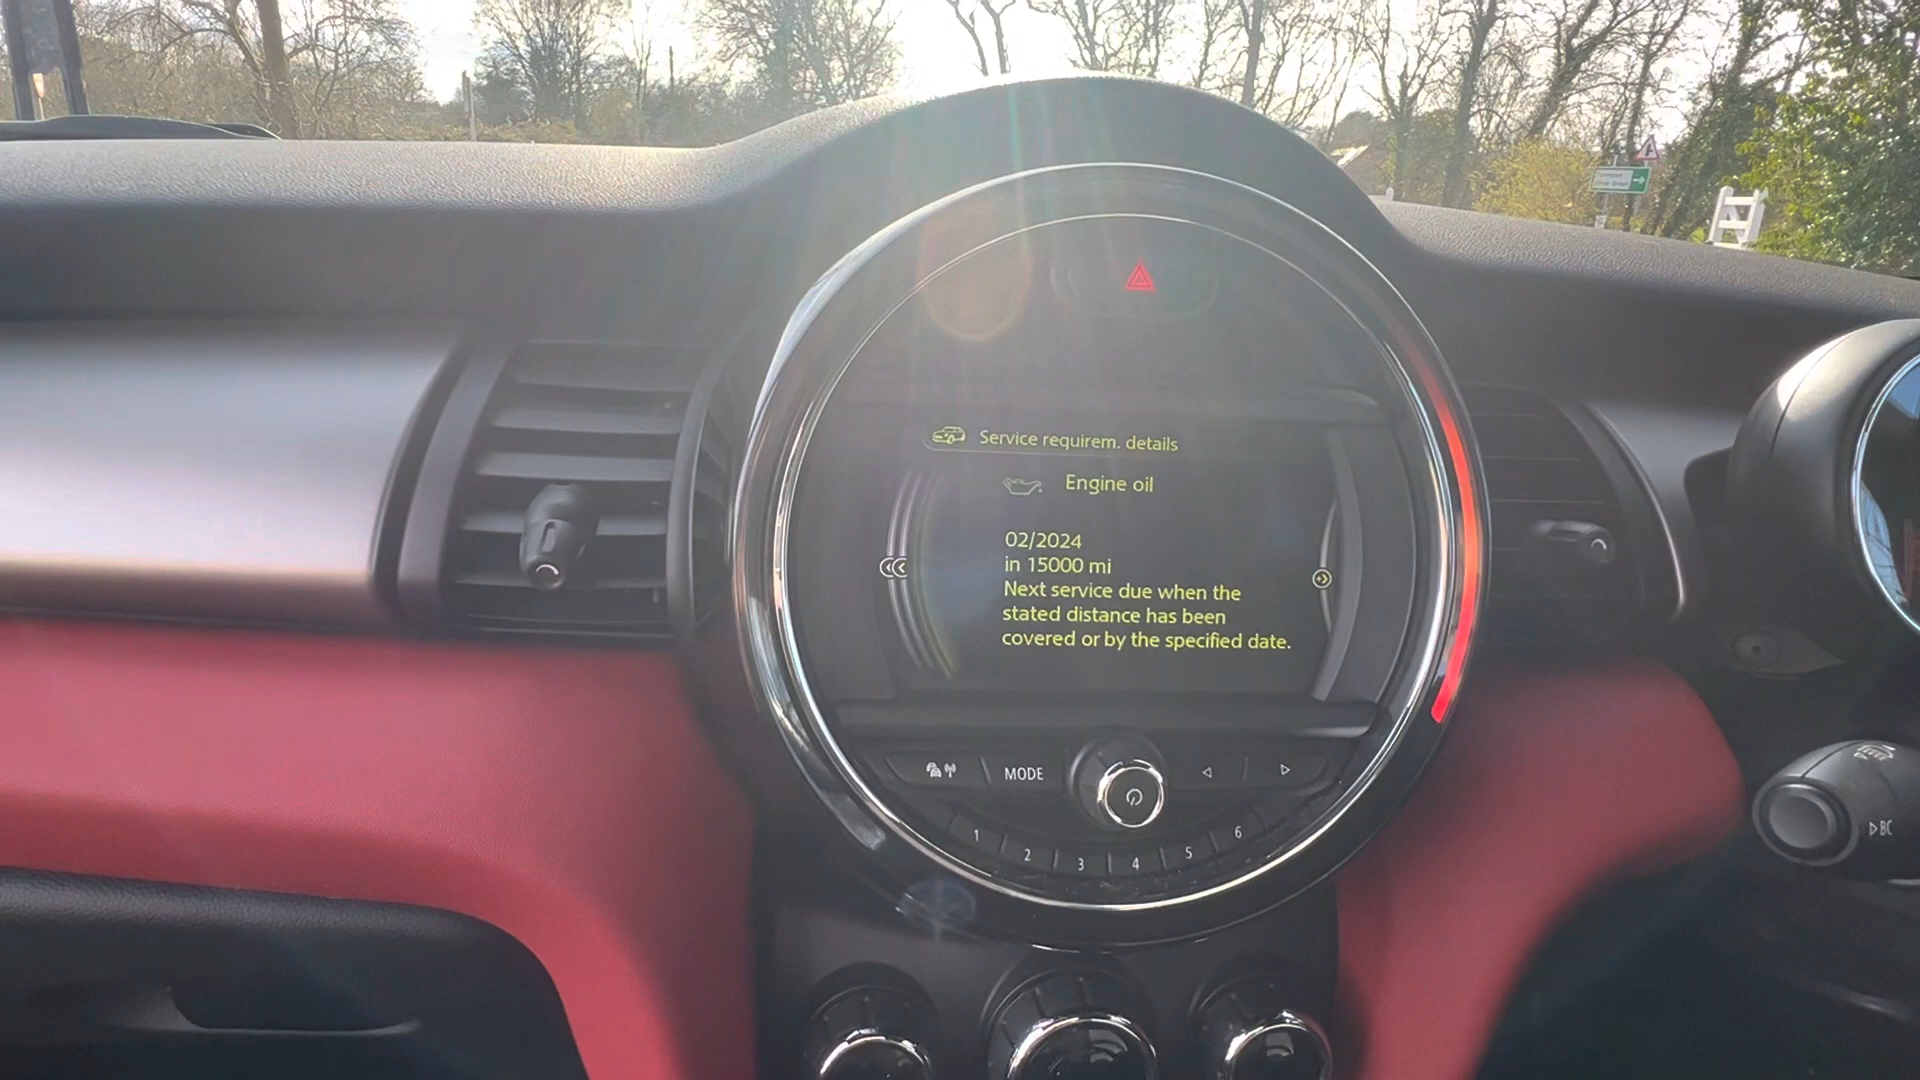 Service requirem. details
Engine oil
02/2024
in 15000 mi
Next service due when the
stated distance has been
covered or by the specified date.
MODE
1 2 3 4 5 6
BC